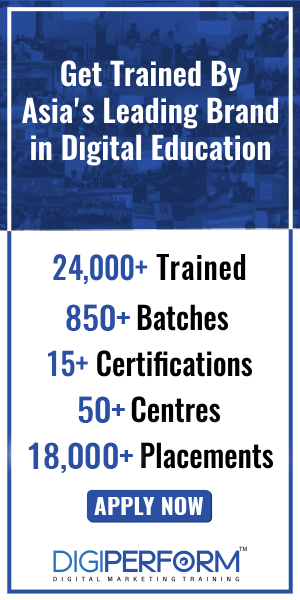 Get Trained By
Asia's Leading Brand
in Digital Education
24,000+ Trained
850+ Batches
15+ Certifications
50+ Centres
18,000+ Placements
APPLY NOW
DIGIPERFORM™
DIGITAL MARKETING TRAINING